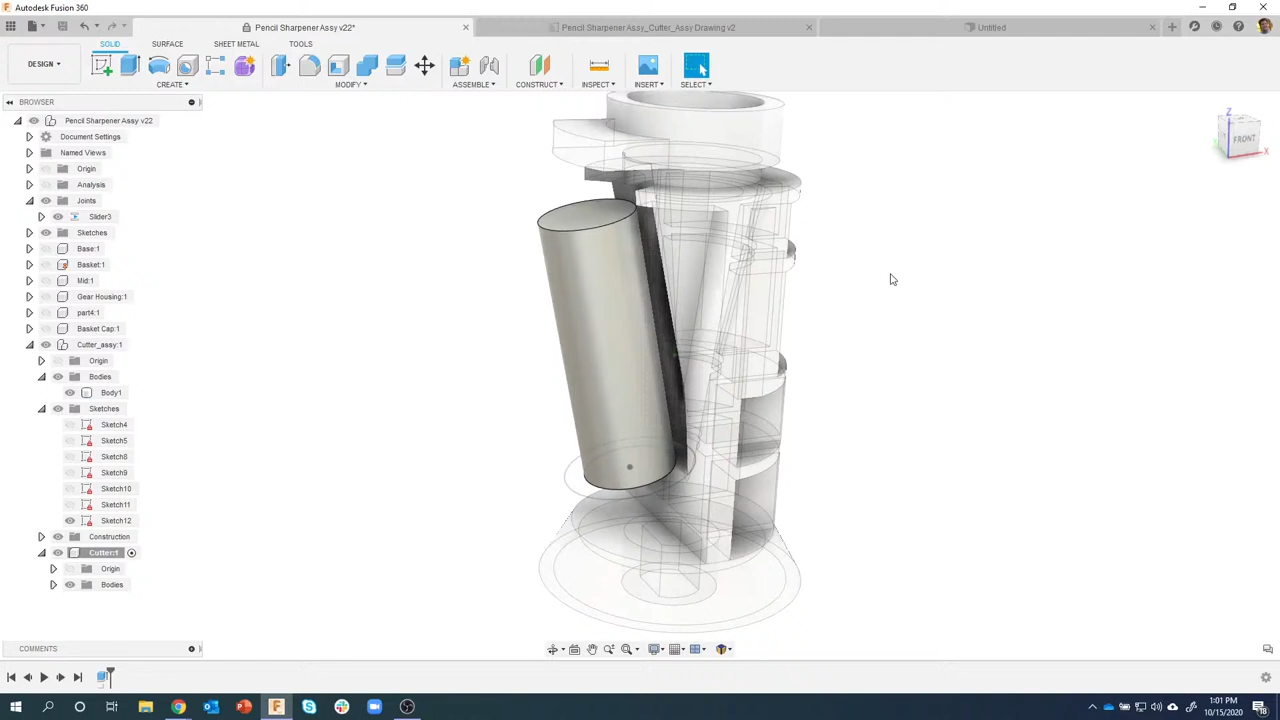 Autodesk Fusion 360
Pencil Sharpener Assy v22*
Pencil Sharpener Assy_Cutter_Assy Drawing v2
Untitled
SOLID
SURFACE
SHEET METAL
TOOLS
DESIGN
CREATE
MODIFY
ASSEMBLE
CONSTRUCT
INSPECT
INSERT
SELECT
BROWSER
Pencil Sharpener Assy v22
Document Settings
Named Views
Origin
Analysis
Joints
Slider3
Sketches
Base:1
Basket:1
Mid:1
Gear Housing:1
part4:1
Basket Cap:1
Cutter_assy:1
Origin
Bodies
Body1
Sketches
Sketch4
Sketch5
Sketch8
Sketch9
Sketch10
Sketch11
Sketch12
Construction
Cutter:1
Origin
Bodies
Z
FRONT
X
COMMENTS
1:01 PM
10/15/2020
18